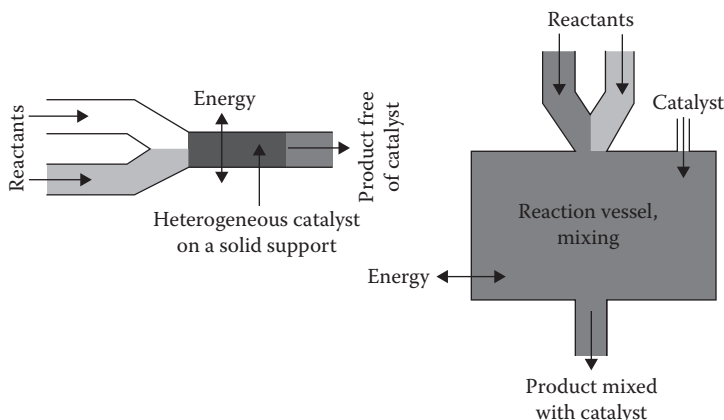 Reactants
Energy
Product free
of catalyst
Heterogeneous catalyst
on a solid support
Reactants
Catalyst
Reaction vessel,
mixing
Energy
Product mixed
with catalyst